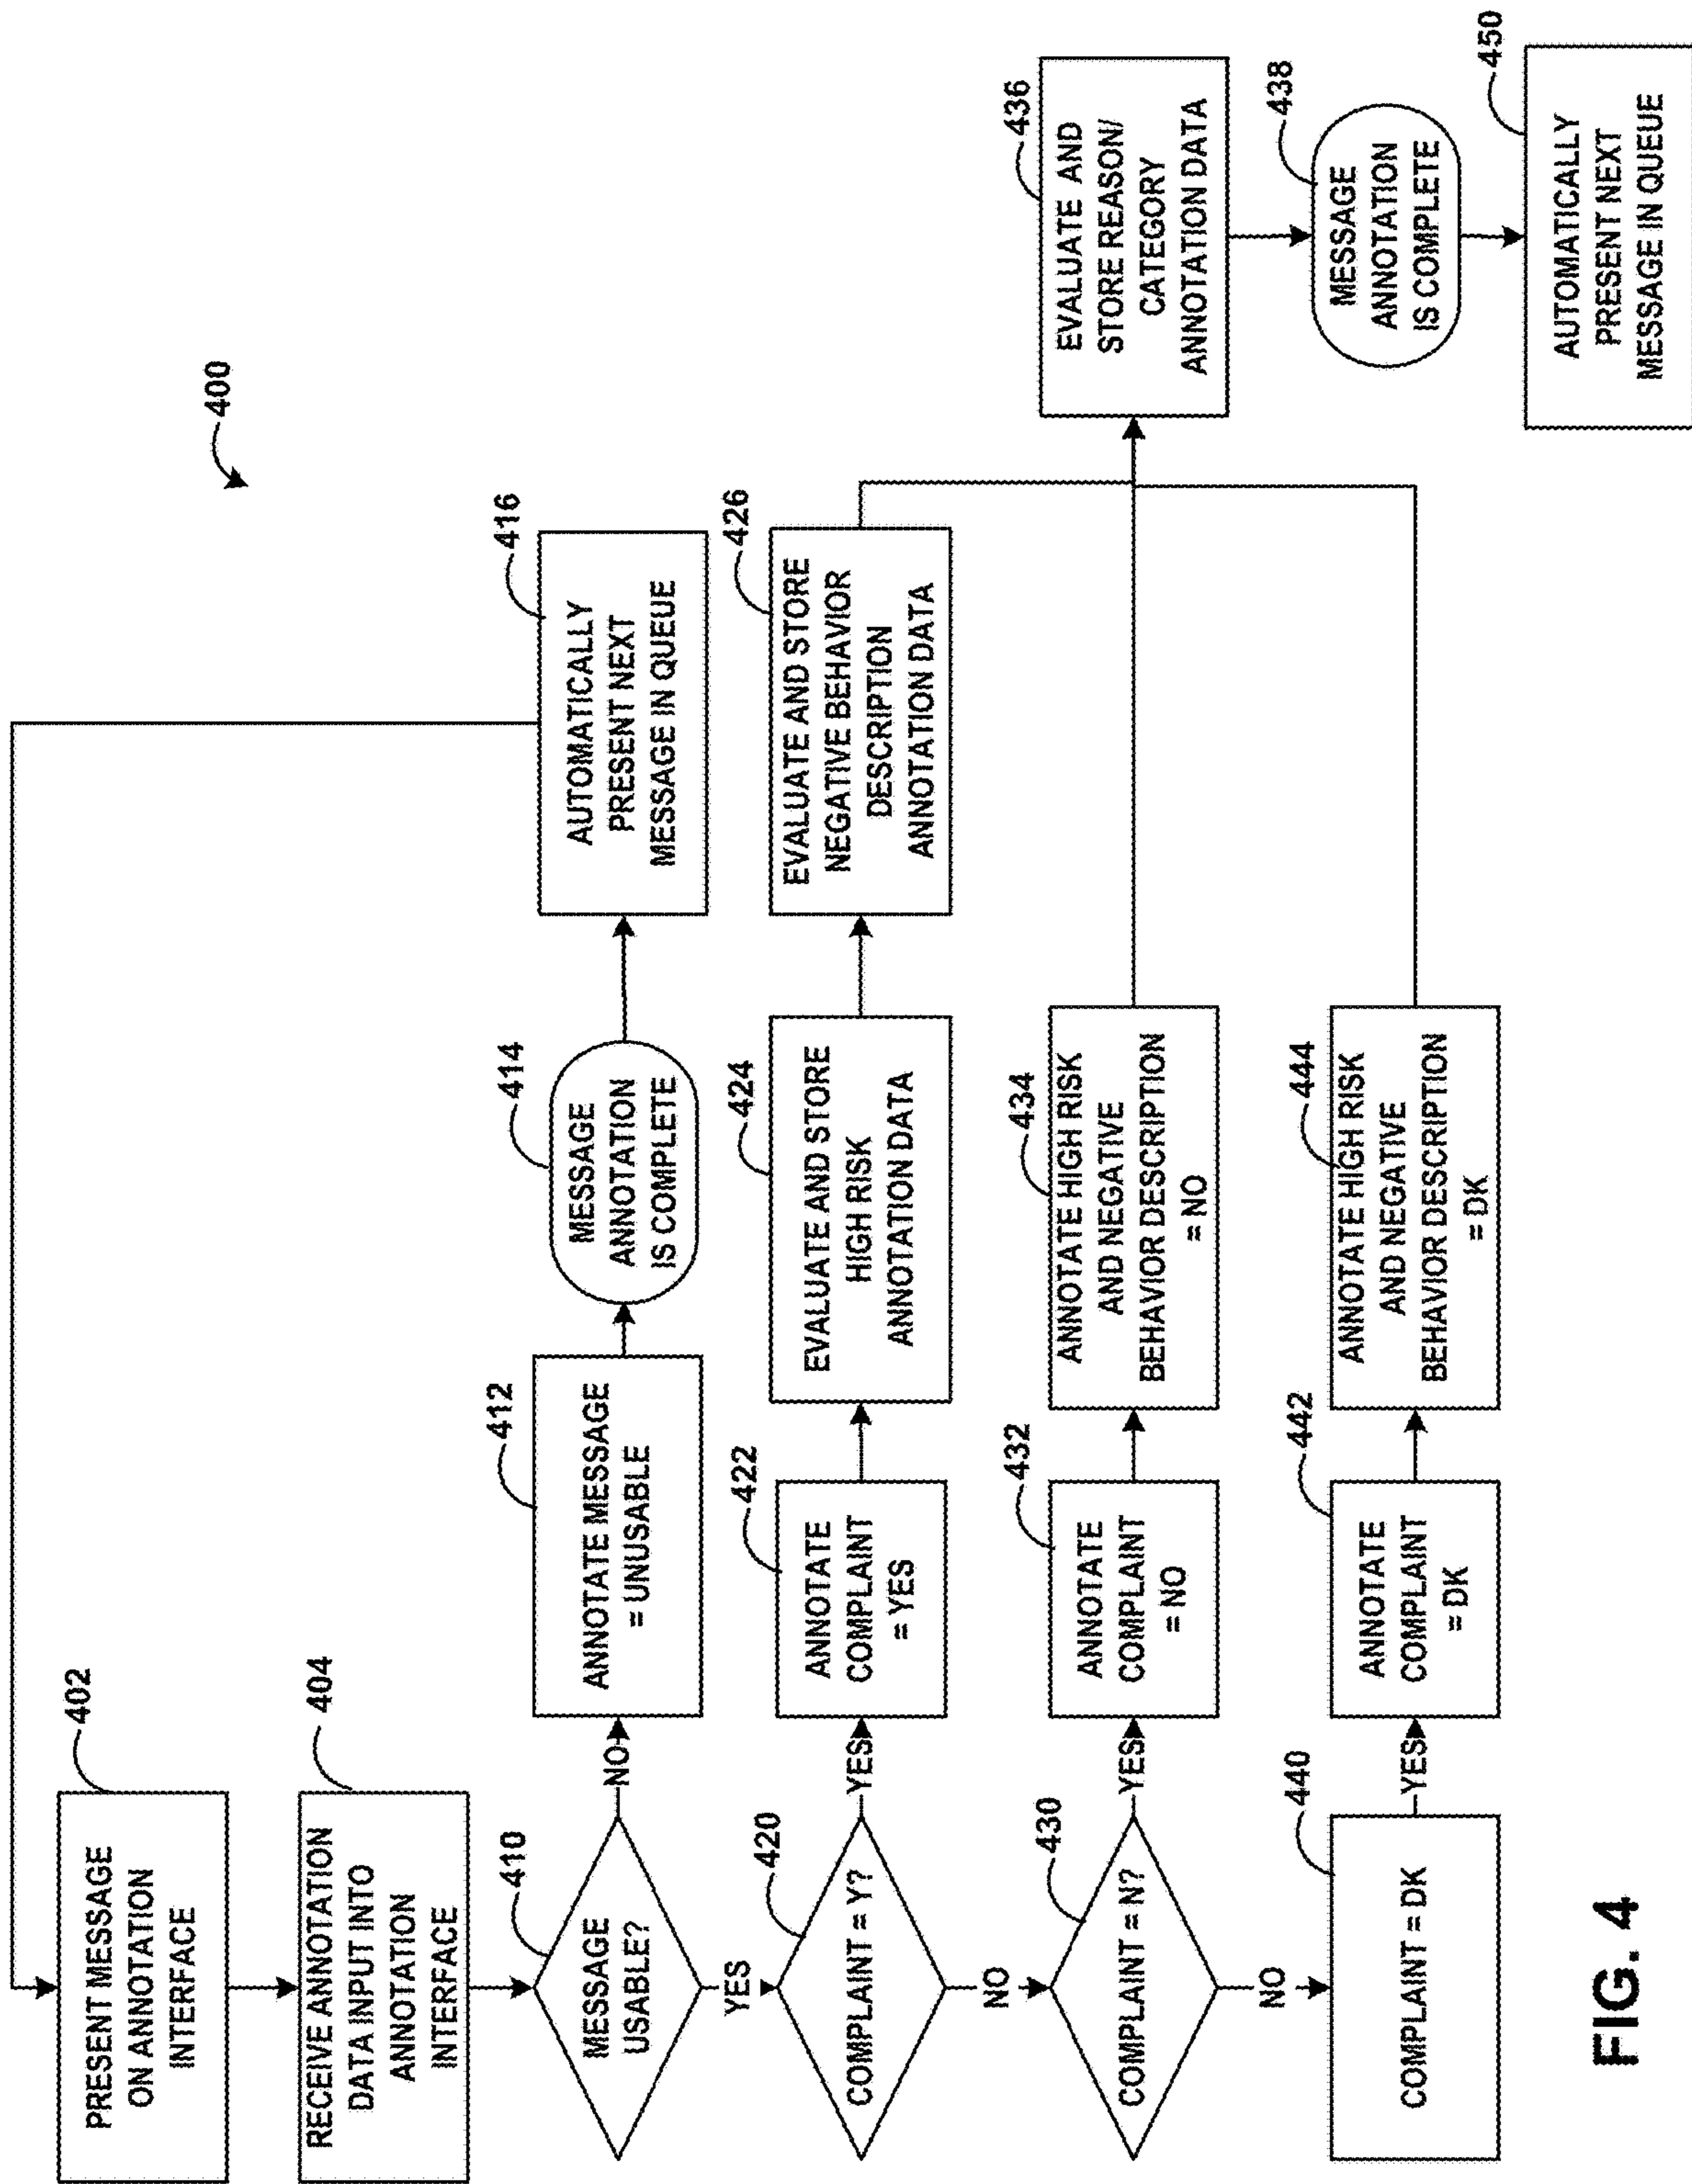 400
402
PRESENT MESSAGE
ON ANNOTATION
INTERFACE
404
RECEIVE ANNOTATION
DATA INPUT INTO
ANNOTATION
INTERFACE
410
MESSAGE
USABLE?
NO
412
ANNOTATE MESSAGE
= UNUSABLE
414
MESSAGE
ANNOTATION
IS COMPLETE
416
AUTOMATICALLY
PRESENT NEXT
MESSAGE IN QUEUE
YES
420
COMPLAINT = Y?
YES
422
ANNOTATE
COMPLAINT
= YES
424
EVALUATE AND STORE
HIGH RISK
ANNOTATION DATA
426
EVALUATE AND STORE
NEGATIVE BEHAVIOR
DESCRIPTION
ANNOTATION DATA
NO
430
COMPLAINT = N?
YES
432
ANNOTATE
COMPLAINT
= NO
434
ANNOTATE HIGH RISK
AND NEGATIVE
BEHAVIOR DESCRIPTION
= NO
436
EVALUATE AND
STORE REASON/
CATEGORY
ANNOTATION DATA
438
MESSAGE
ANNOTATION
IS COMPLETE
NO
440
COMPLAINT = DK
YES
442
ANNOTATE
COMPLAINT
= DK
444
ANNOTATE HIGH RISK
AND NEGATIVE
BEHAVIOR DESCRIPTION
= DK
450
AUTOMATICALLY
PRESENT NEXT
MESSAGE IN QUEUE
FIG. 4